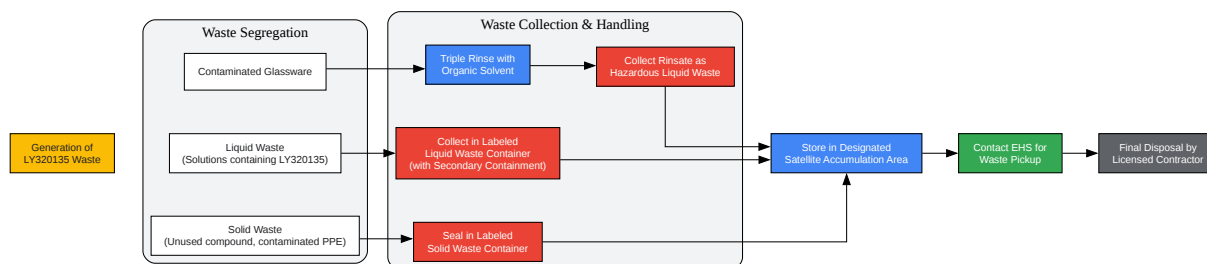 Waste Segregation
Waste Collection & Handling
Contaminated Glassware
Triple Rinse with
Organic Solvent
Collect Rinsate as
Hazardous Liquid Waste
Generation of
LY320135 Waste
Liquid Waste
(Solutions containing LY320135)
Collect in Labeled
Liquid Waste Container
(with Secondary Containment)
Store in Designated
Satellite Accumulation Area
Contact EHS for
Waste Pickup
Final Disposal by
Licensed Contractor
Solid Waste
(Unused compound, contaminated PPE)
Seal in Labeled
Solid Waste Container